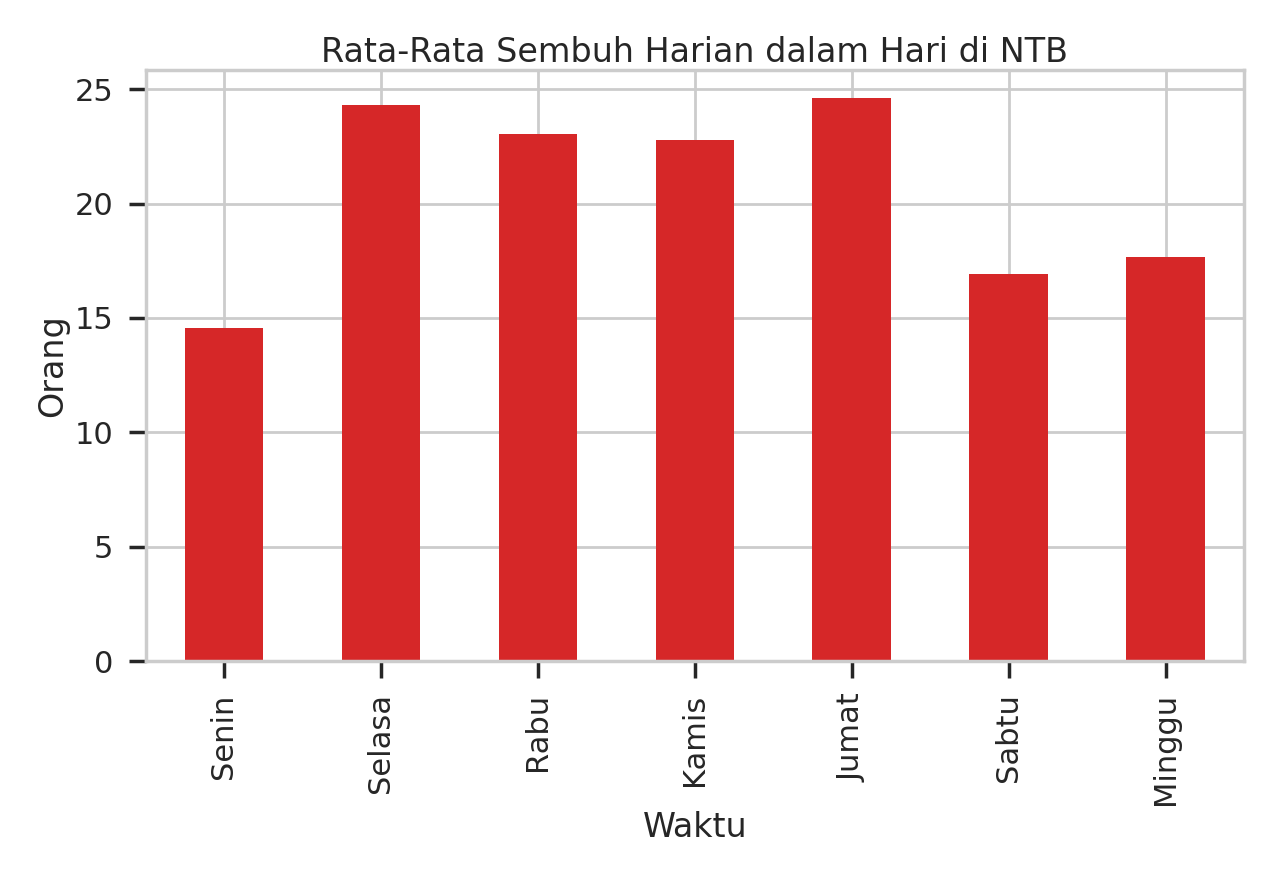 Rata-Rata Sembuh Harian dalam Hari di NTB
25
20
15
10
5
0
Orang
Senin
Selasa
Rabu
Kamis
Jumat
Sabtu
Minggu
Waktu